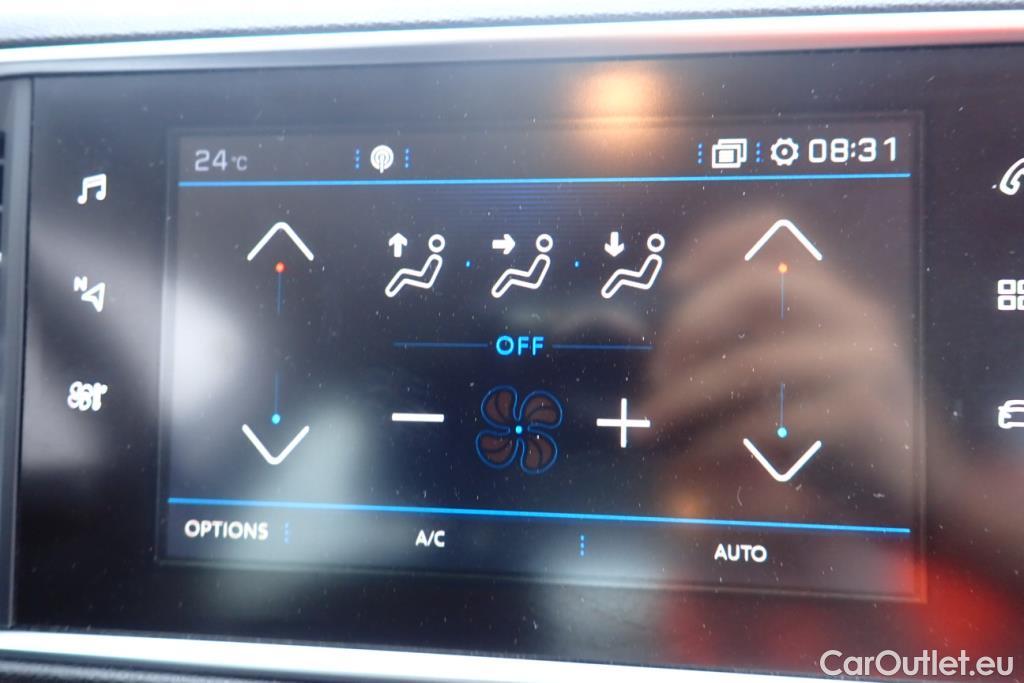 24°C 08:31
N
OFF
OPTIONS A/C AUTO
CarOutlet.eu